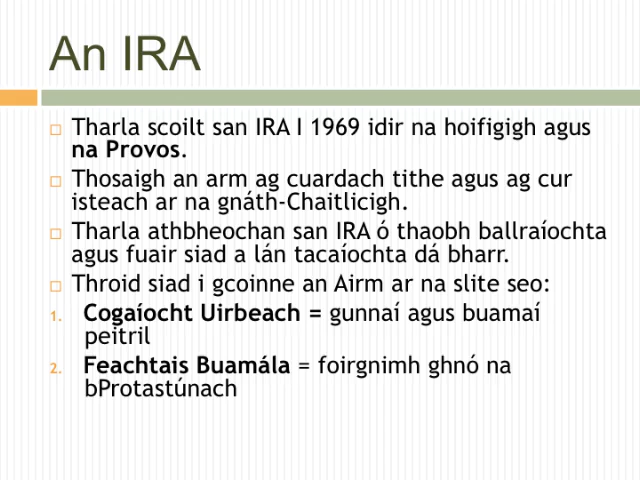 An IRA
Tharla scoilt san IRA I 1969 idir na hoifigigh agus
na Provos.
Thosaigh an arm ag cuardach tithe agus ag cur
isteach ar na gnáth-Chaitlicigh.
Tharla athbheochan san IRA ó thaobh ballraíochta
agus fuair siad a lán tacaíochta dá bharr.
Throid siad i gcoinne an Airm ar na slite seo:
1. Cogaíocht Uirbeach = gunnaí agus buamaí
peitril
2. Feachtais Buamála = foirgnimh ghnó na
bProtastúnach